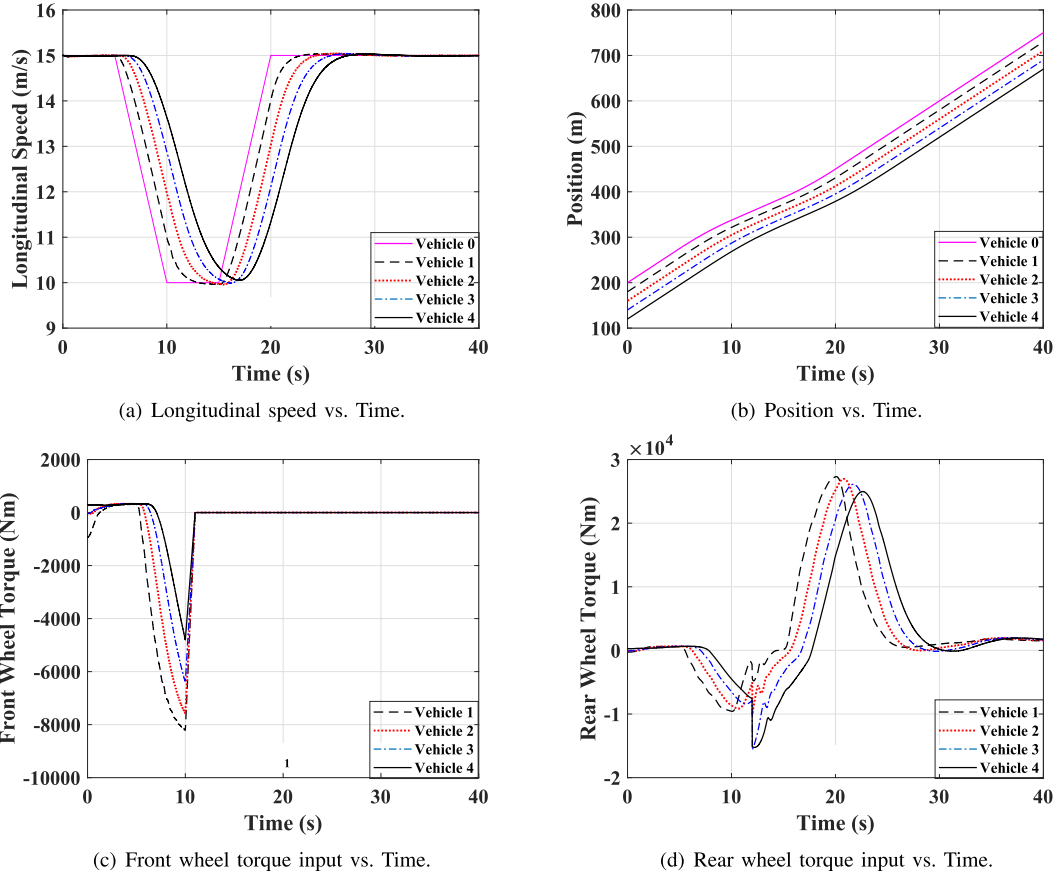 16
15
14
13
12
11
10
9
0
10
20
30
40
Longitudinal Speed (m/s)
Time (s)
Vehicle 0
Vehicle 1
Vehicle 2
Vehicle 3
Vehicle 4
(a) Longitudinal speed vs. Time.
800
700
600
500
400
300
200
100
0
10
20
30
40
Position (m)
Time (s)
Vehicle 0
Vehicle 1
Vehicle 2
Vehicle 3
Vehicle 4
(b) Position vs. Time.
2000
0
-2000
-4000
-6000
-8000
-10000
0
10
20
30
40
Front Wheel Torque (Nm)
Time (s)
1
Vehicle 1
Vehicle 2
Vehicle 3
Vehicle 4
(c) Front wheel torque input vs. Time.
×10⁴
3
2
1
0
-1
-2
0
10
20
30
40
Rear Wheel Torque (Nm)
Time (s)
Vehicle 1
Vehicle 2
Vehicle 3
Vehicle 4
(d) Rear wheel torque input vs. Time.